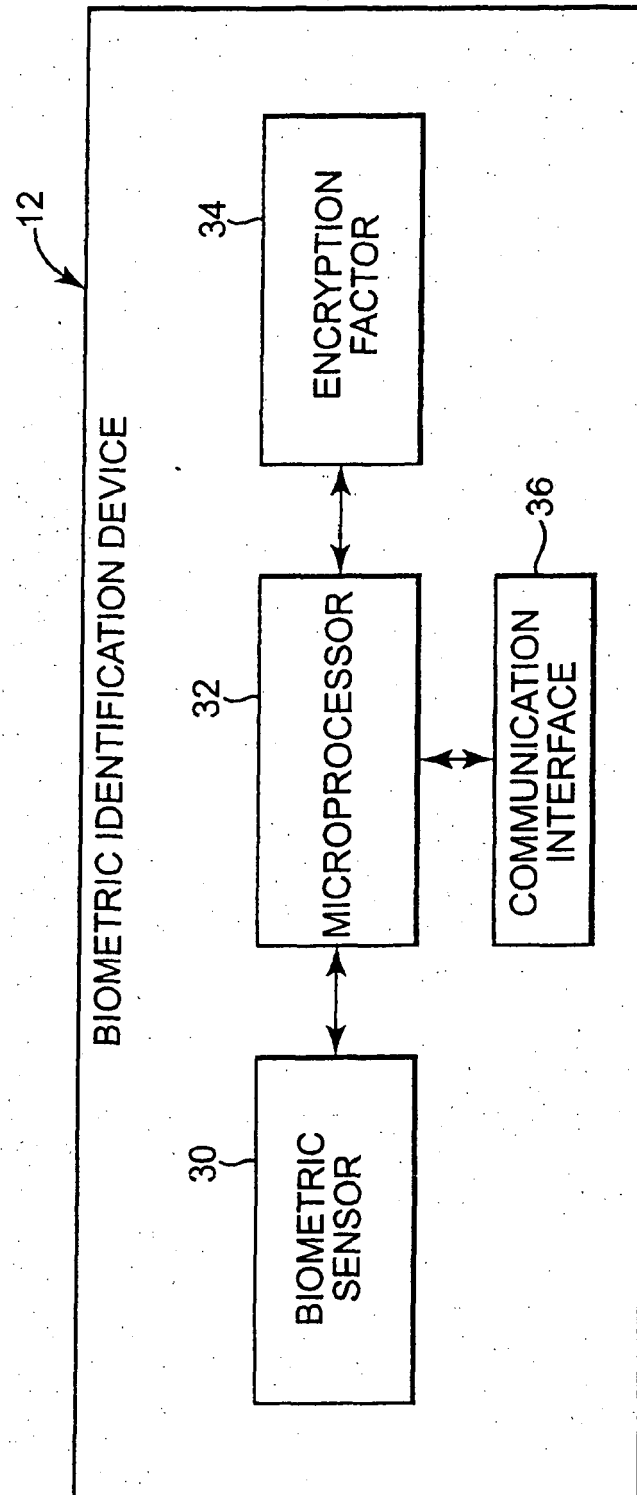 12
BIOMETRIC IDENTIFICATION DEVICE
30
BIOMETRIC
SENSOR
32
MICROPROCESSOR
34
ENCRYPTION
FACTOR
36
COMMUNICATION
INTERFACE